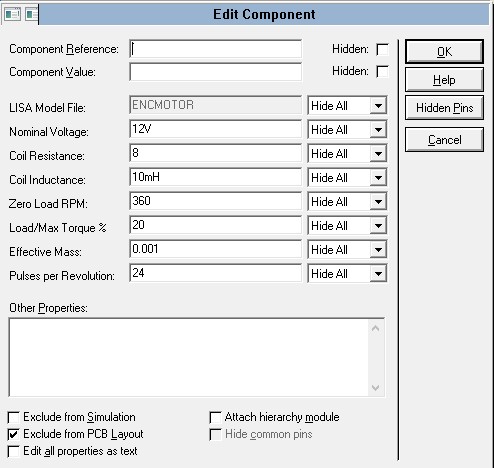 Edit Component
Component Reference: Hidden:
Component Value: Hidden:
LISA Model File: ENCMOTOR Hide All
Nominal Voltage: 12V Hide All
Coil Resistance: 8 Hide All
Coil Inductance: 10mH Hide All
Zero Load RPM: 360 Hide All
Load/Max Torque % 20 Hide All
Effective Mass: 0.001 Hide All
Pulses per Revolution: 24 Hide All
Other Properties:
Exclude from Simulation Attach hierarchy module
Exclude from PCB Layout Hide common pins
Edit all properties as text
OK
Help
Hidden Pins
Cancel